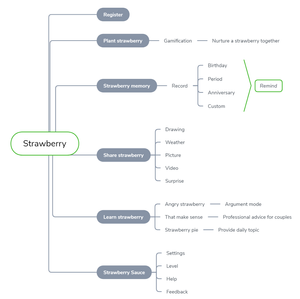 Register
Plant strawberry
Gamification
Nurture a strawberry together
Strawberry memory
Record
Birthday
Period
Anniversary
Custom
Remind
Strawberry
Share strawberry
Drawing
Weather
Picture
Video
Surprise
Learn strawberry
Angry strawberry
Argument mode
That make sense
Professional advice for couples
Strawberry pie
Provide daily topic
Strawberry Sauce
Settings
Level
Help
Feedback